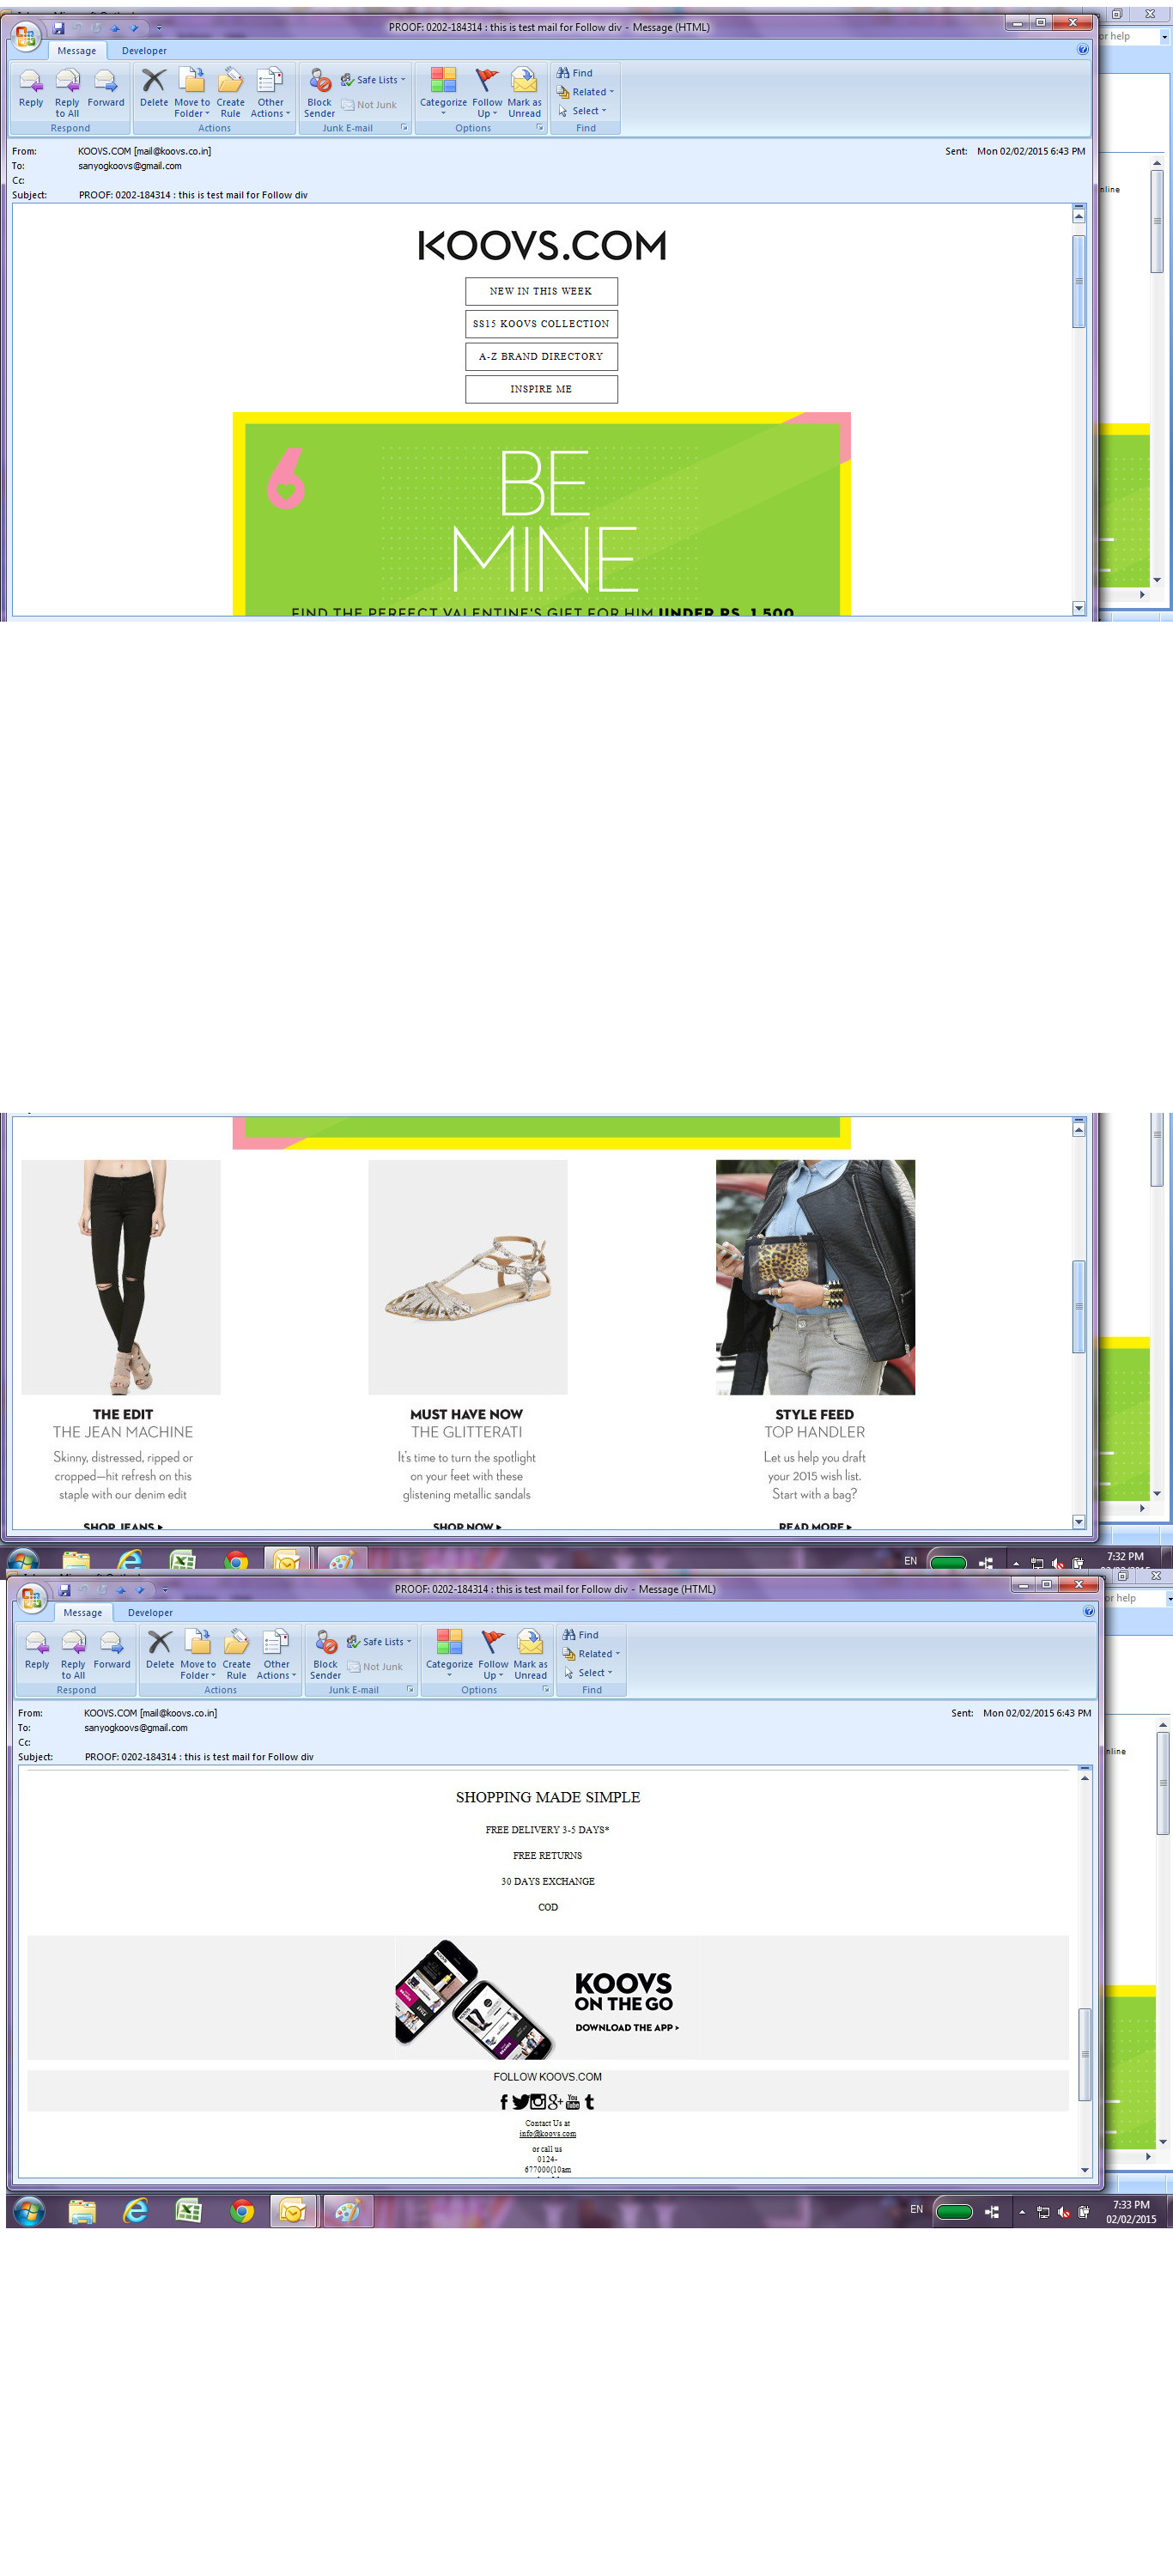 PROOF: 0202-184314 : this is test mail for Follow div - Message (HTML)
or help
Message Developer
Reply Reply to All Forward Delete Move to Folder Create Rule Other Actions Block Sender Safe Lists Not Junk Categorize Follow Up Mark as Unread Find Related Select
Respond Actions Junk E-mail Options Find
From: KOOVS.COM [mail@koovs.co.in] Sent: Mon 02/02/2015 6:43 PM
To: sanyogkoovs@gmail.com
Cc:
Subject: PROOF: 0202-184314 : this is test mail for Follow div
nline
KOOVS.COM
NEW IN THIS WEEK
SS15 KOOVS COLLECTION
A-Z BRAND DIRECTORY
INSPIRE ME
6
BE
MINE
FIND THE PERFECT VALENTINE'S GIFT FOR HIM UNDER RS. 1,500
THE EDIT
THE JEAN MACHINE
Skinny, distressed, ripped or
cropped—hit refresh on this
staple with our denim edit
SHOP JEANS
MUST HAVE NOW
THE GLITTERATI
It's time to turn the spotlight
on your feet with these
glistening metallic sandals
SHOP NOW
STYLE FEED
TOP HANDLER
Let us help you draft
your 2015 wish list.
Start with a bag?
READ MORE
EN 7:32 PM
PROOF: 0202-184314 : this is test mail for Follow div - Message (HTML)
or help
Message Developer
Reply Reply to All Forward Delete Move to Folder Create Rule Other Actions Block Sender Safe Lists Not Junk Categorize Follow Up Mark as Unread Find Related Select
Respond Actions Junk E-mail Options Find
From: KOOVS.COM [mail@koovs.co.in] Sent: Mon 02/02/2015 6:43 PM
To: sanyogkoovs@gmail.com
Cc:
Subject: PROOF: 0202-184314 : this is test mail for Follow div
nline
SHOPPING MADE SIMPLE
FREE DELIVERY 3-5 DAYS*
FREE RETURNS
30 DAYS EXCHANGE
COD
KOOVS
ON THE GO
DOWNLOAD THE APP >
FOLLOW KOOVS.COM
f g+ You Tube t
Contact Us at
info@koovs.com
or call us
0124-
677000(10am
EN 7:33 PM
02/02/2015